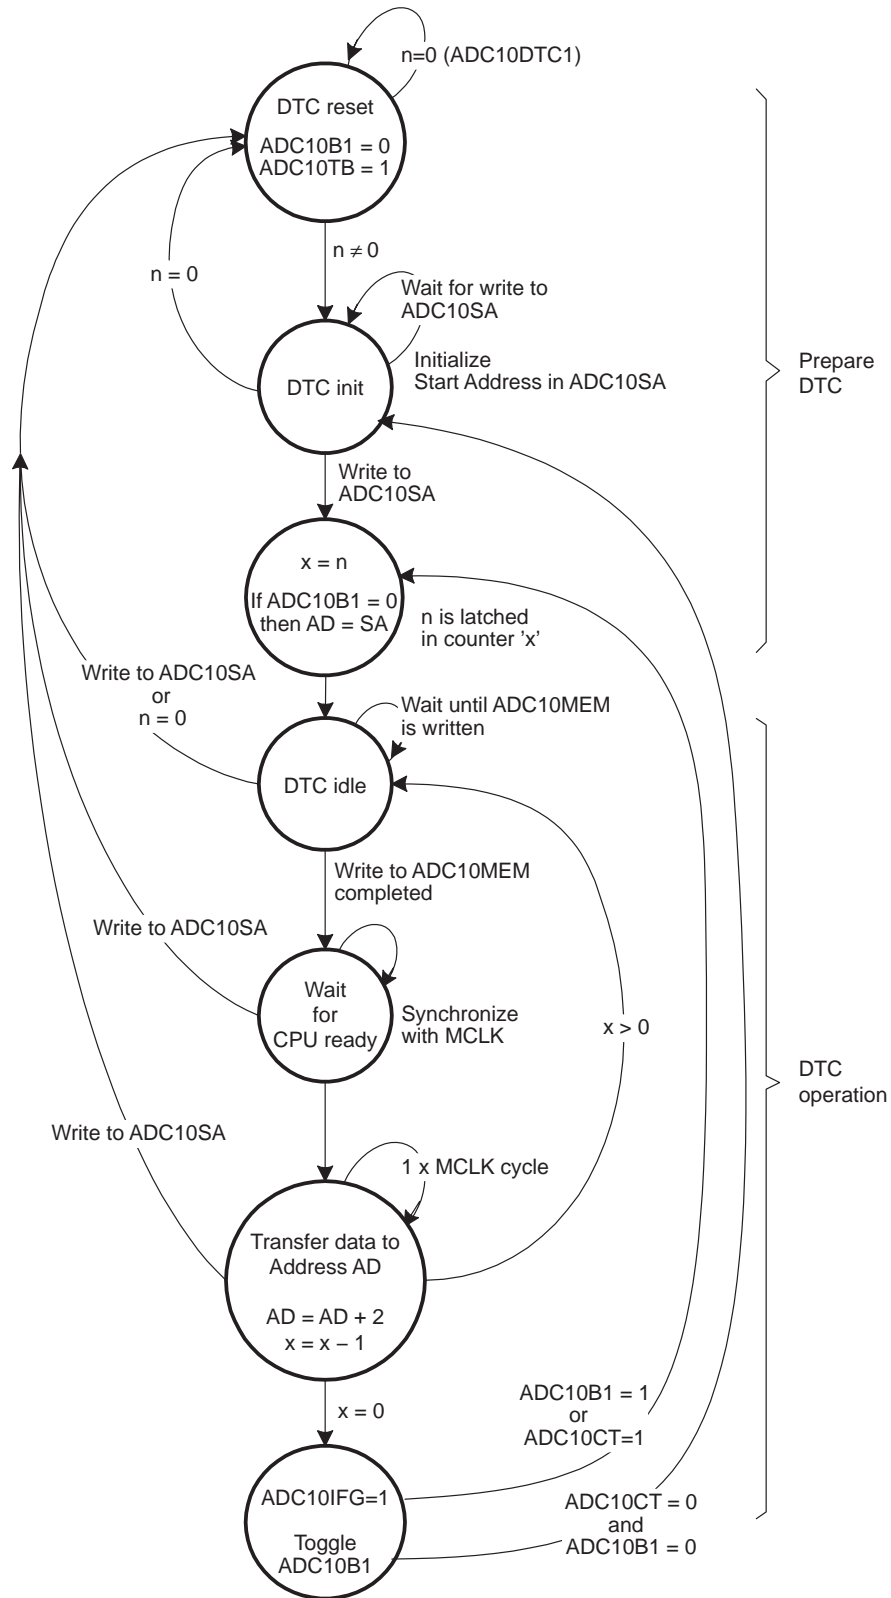 n=0 (ADC10DTC1)
DTC reset
ADC10B1 = 0
ADC10TB = 1
n ≠ 0
n = 0
Wait for write to
ADC10SA
DTC init
Initialize
Start Address in ADC10SA
Prepare
DTC
Write to
ADC10SA
x = n
If ADC10B1 = 0
then AD = SA
n is latched
in counter ’x’
Write to ADC10SA
or
n = 0
Wait until ADC10MEM
is written
DTC idle
Write to ADC10MEM
completed
Write to ADC10SA
Wait
for
CPU ready
Synchronize
with MCLK
x > 0
DTC
operation
Write to ADC10SA
1 x MCLK cycle
Transfer data to
Address AD
AD = AD + 2
x = x − 1
x = 0
ADC10B1 = 1
or
ADC10CT=1
ADC10IFG=1
Toggle
ADC10B1
ADC10CT = 0
and
ADC10B1 = 0